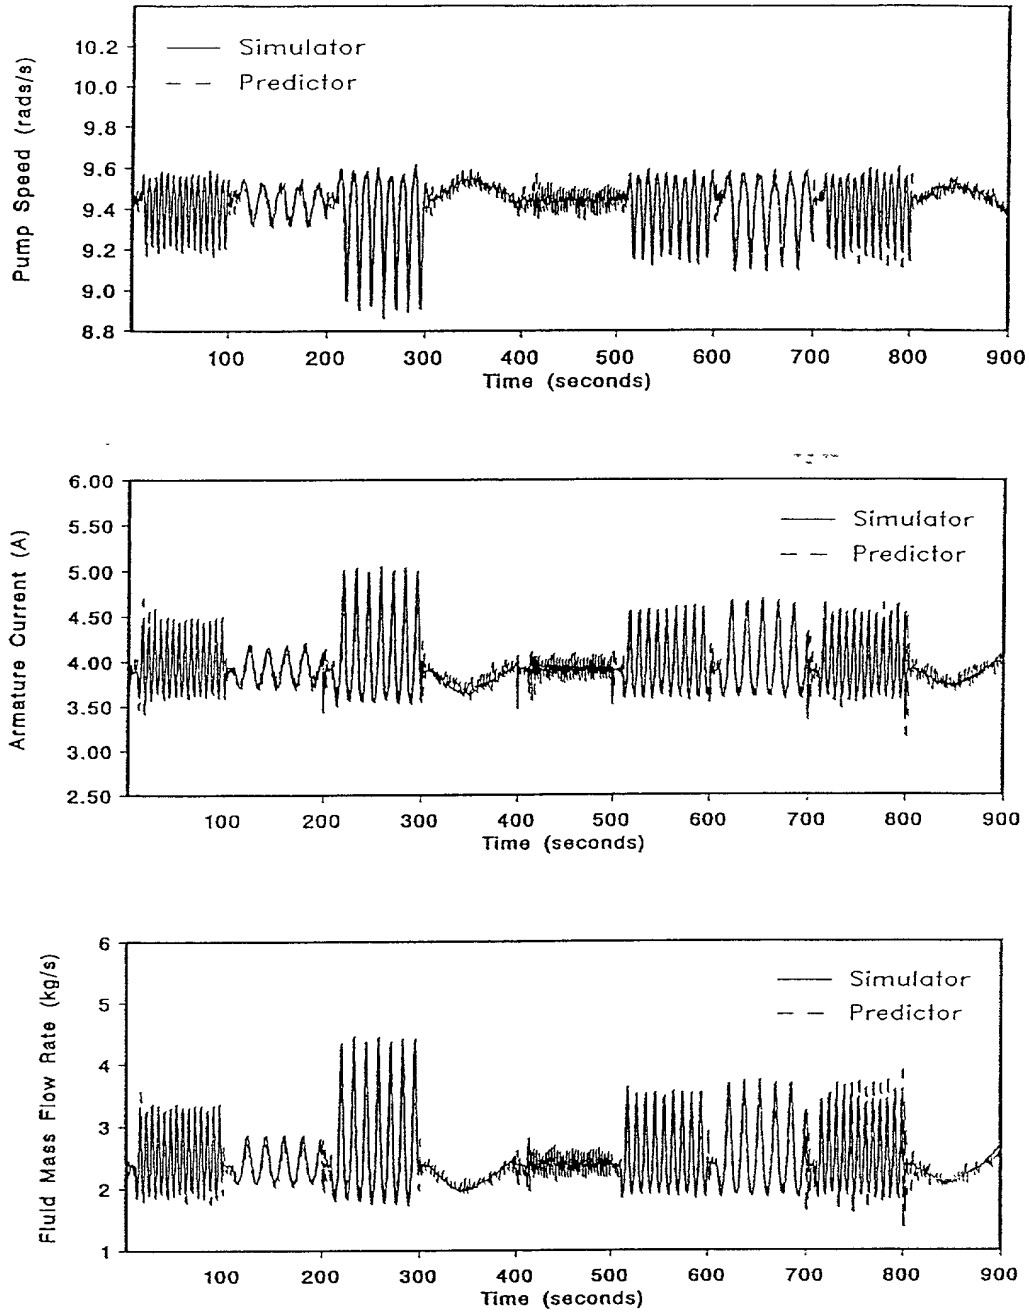 10.2
10.0
9.8
9.6
9.4
9.2
9.0
8.8
Pump Speed (rads/s)
Simulator
Predictor
100 200 300 400 500 600 700 800 900
Time (seconds)
6.00
5.50
5.00
4.50
4.00
3.50
3.00
2.50
Armature Current (A)
Simulator
Predictor
100 200 300 400 500 600 700 800 900
Time (seconds)
6
5
4
3
2
1
Fluid Mass Flow Rate (kg/s)
Simulator
Predictor
100 200 300 400 500 600 700 800 900
Time (seconds)